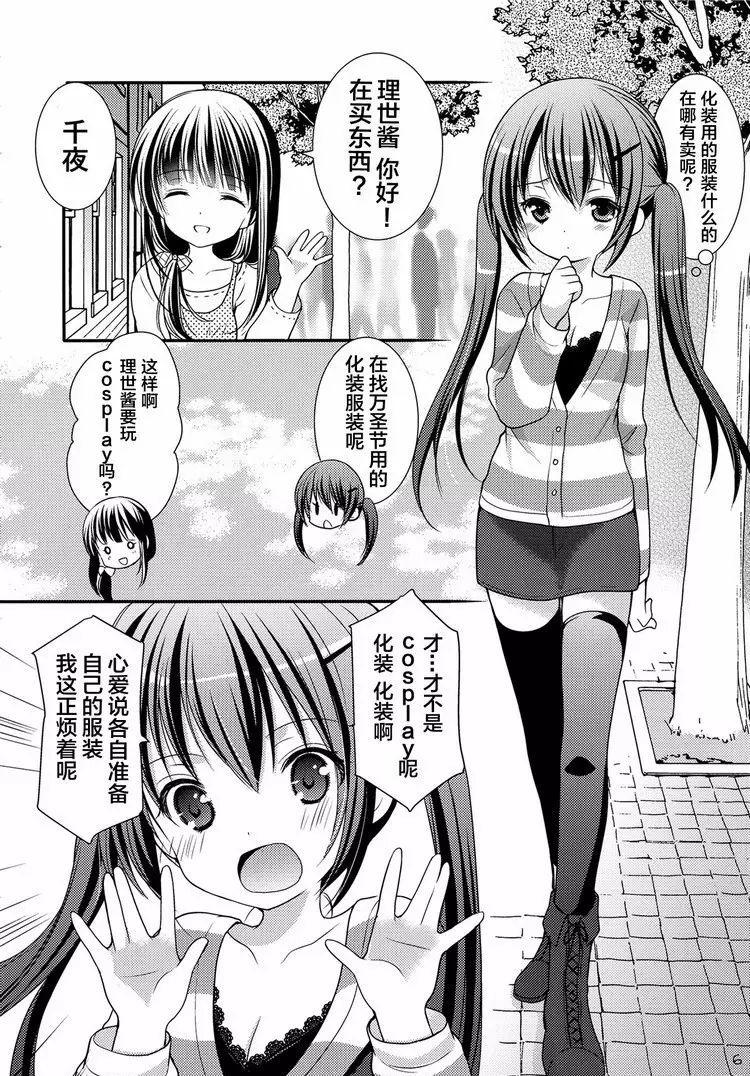 化装用的服装什么的
在哪有卖呢？
理世酱 你好！
在买东西？
千夜
在找万圣节用的
化装服装呢
这样啊
理世酱要玩
cosplay吗？
才…才不是
cosplay呢
化装 化装啊
心爱说各自准备
自己的服装
我这正烦着呢
6